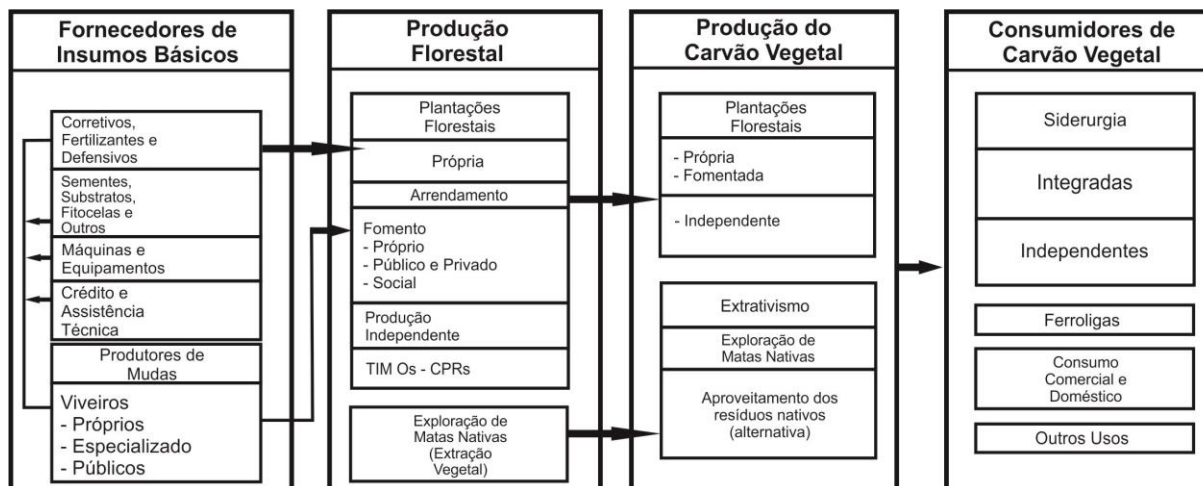 Fornecedores de
Insumos Básicos
Corretivos,
Fertilizantes e
Defensivos
Sementes,
Substratos,
Fitocelas e
Outros
Máquinas e
Equipamentos
Crédito e
Assistência
Técnica
Produtores de
Mudas
Viveiros
- Próprios
- Especializado
- Públicos
Produção
Florestal
Plantações
Florestais
Própria
Arrendamento
Fomento
- Próprio
- Público e Privado
- Social
Produção
Independente
TIM Os - CPRs
Exploração de
Matas Nativas
(Extração
Vegetal)
Produção do
Carvão Vegetal
Plantações
Florestais
- Própria
- Fomentada
- Independente
Extrativismo
Exploração de
Matas Nativas
Aproveitamento dos
resíduos nativos
(alternativa)
Consumidores de
Carvão Vegetal
Siderurgia
Integradas
Independentes
Ferroligas
Consumo
Comercial e
Doméstico
Outros Usos